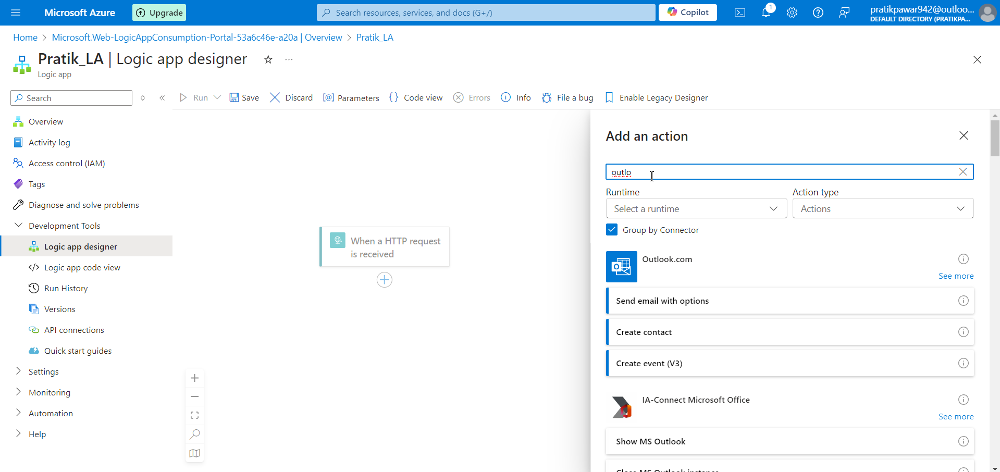 Microsoft Azure
Upgrade
Search resources, services, and docs (G+/)
Copilot
1
pratikpawar942@outloo...
DEFAULT DIRECTORY (PRATIKPA...
Home > Microsoft.Web-LogicAppConsumption-Portal-53a6c46e-a20a | Overview > Pratik_LA
Pratik_LA | Logic app designer
Logic app
Search
Run
Save
Discard
Parameters
Code view
Errors
Info
File a bug
Enable Legacy Designer
Overview
Activity log
Access control (IAM)
Tags
Diagnose and solve problems
Development Tools
Logic app designer
Logic app code view
Run History
Versions
API connections
Quick start guides
Settings
Monitoring
Automation
Help
When a HTTP request
is received
Add an action
outlo
Runtime
Action type
Select a runtime
Actions
Group by Connector
Outlook.com
See more
Send email with options
Create contact
Create event (V3)
IA-Connect Microsoft Office
See more
Show MS Outlook
Close MS Outlook instance